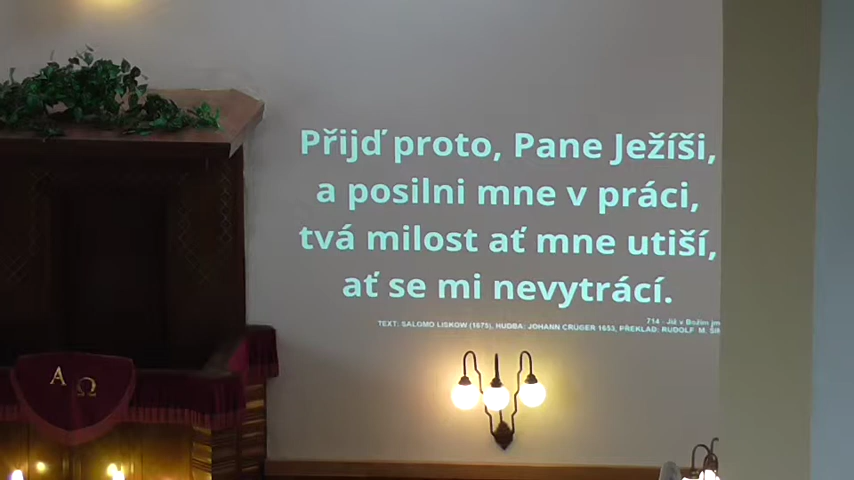 Přijď proto, Pane Ježíši,
a posilni mne v práci,
tvá milost ať mne utiší,
ať se mi nevytrácí.
714 - Již v Božím jm
TEXT: SALOMO LISKOW (1675), HUDBA: JOHANN CRÜGER 1653, PŘEKLAD: RUDOLF M. ŠÍ
Α Ω